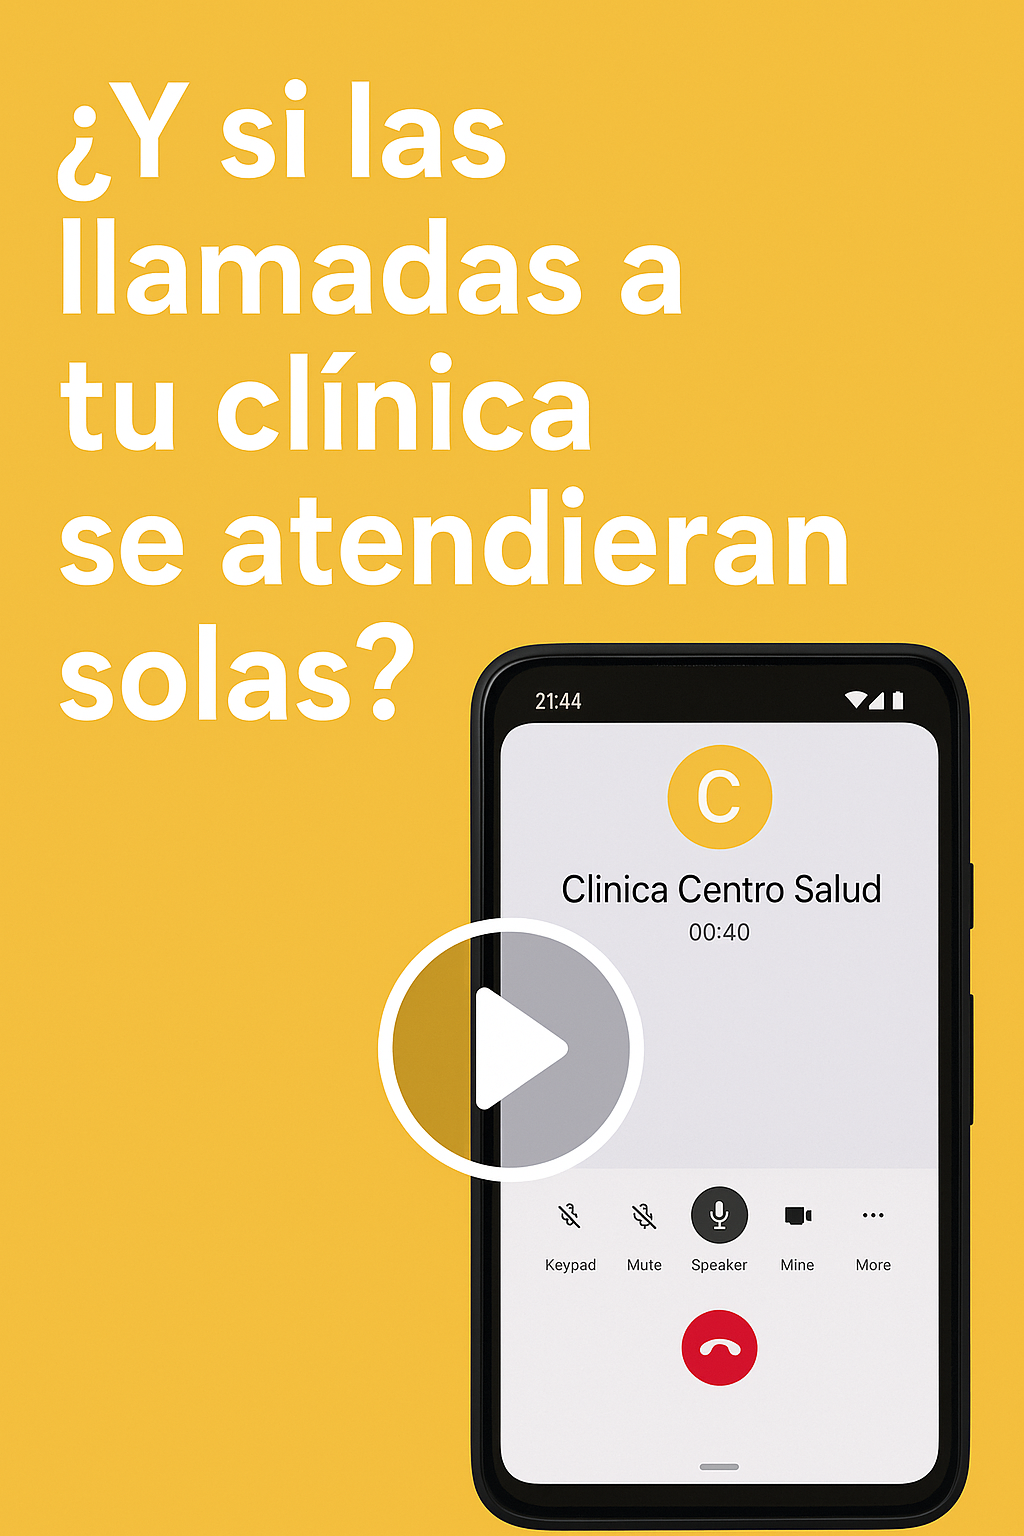 ¿Y si las
llamadas a
tu clínica
se atendieran
solas?
21:44
C
Clinica Centro Salud
00:40
Keypad Mute Speaker Mine More